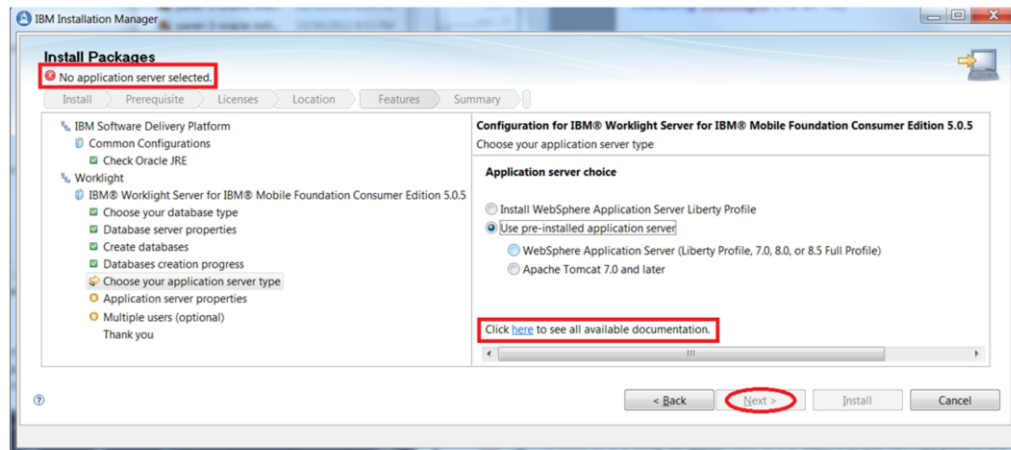 IBM Installation Manager
Install Packages
No application server selected.
Install Prerequisite Licenses Location Features Summary
IBM Software Delivery Platform
Common Configurations
Check Oracle JRE
Worklight
IBM® Worklight Server for IBM® Mobile Foundation Consumer Edition 5.0.5
Choose your database type
Database server properties
Create databases
Databases creation progress
Choose your application server type
Application server properties
Multiple users (optional)
Thank you
Configuration for IBM® Worklight Server for IBM® Mobile Foundation Consumer Edition 5.0.5
Choose your application server type
Application server choice
Install WebSphere Application Server Liberty Profile
Use pre-installed application server
WebSphere Application Server (Liberty Profile, 7.0, 8.0, or 8.5 Full Profile)
Apache Tomcat 7.0 and later
Click here to see all available documentation.
< Back Next > Install Cancel